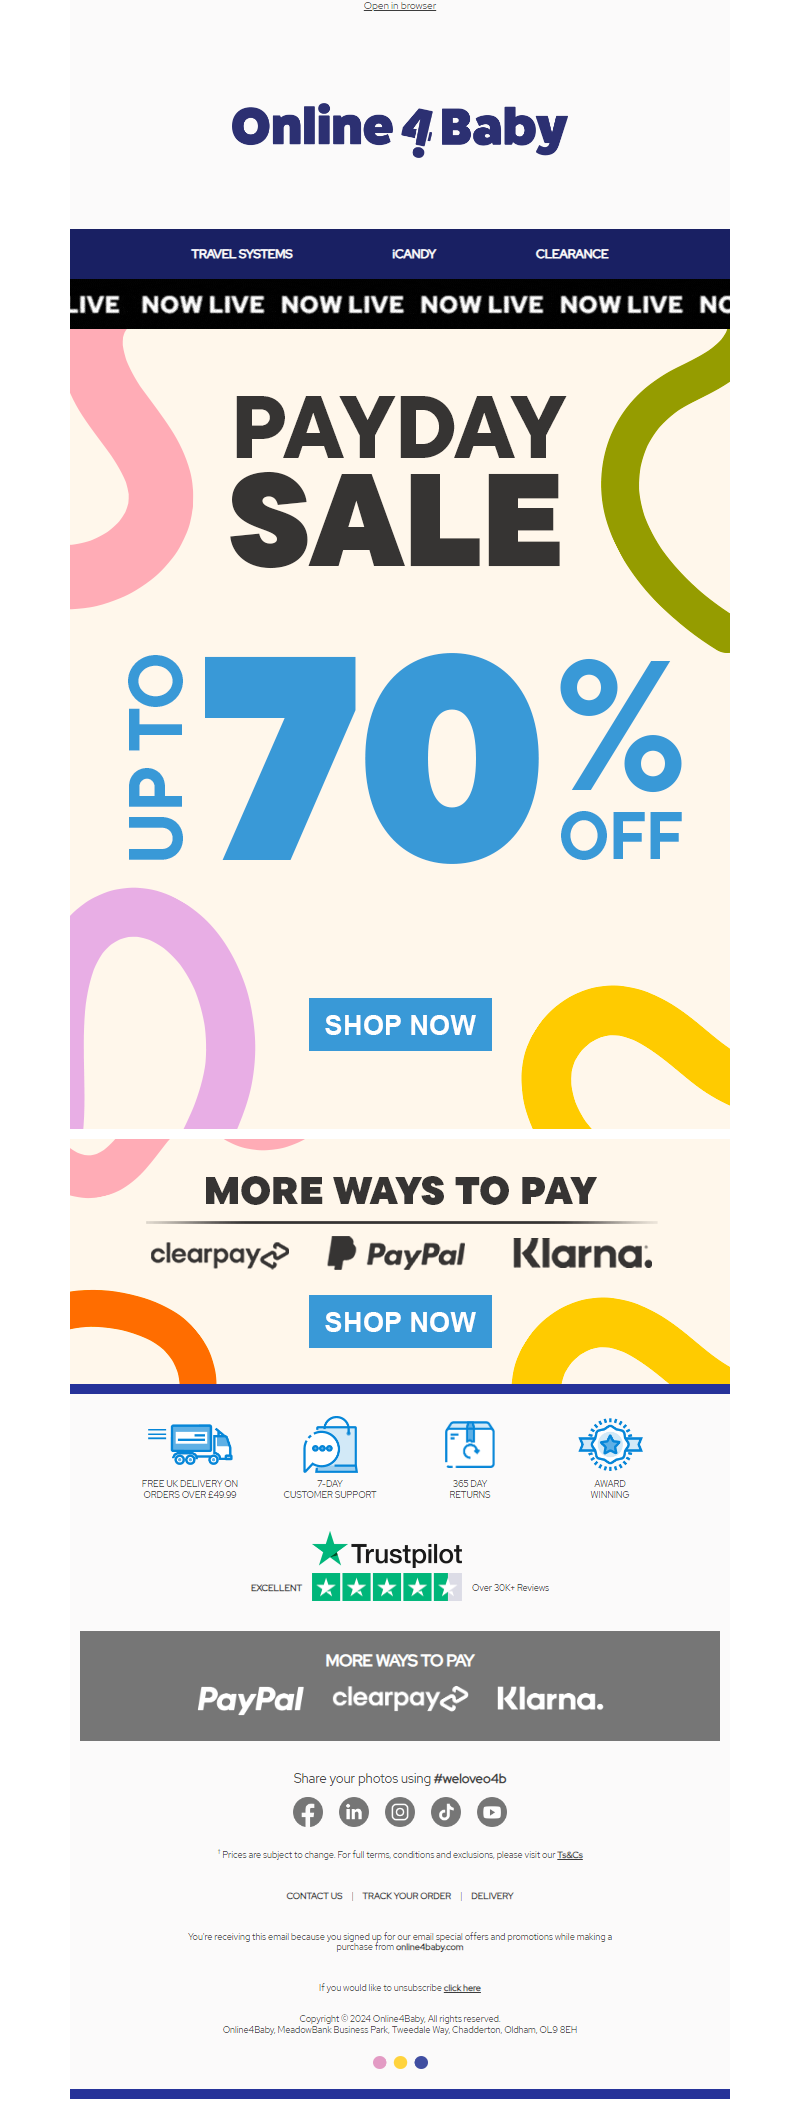 Open in browser
Online4Baby
TRAVEL SYSTEMS iCANDY CLEARANCE
LIVE NOW LIVE NOW LIVE NOW LIVE NOW LIVE NO
PAYDAY
SALE
UP TO 70% OFF
SHOP NOW
MORE WAYS TO PAY
clearpay PayPal Klarna.
SHOP NOW
FREE UK DELIVERY ON
ORDERS OVER £49.99
7-DAY
CUSTOMER SUPPORT
365 DAY
RETURNS
AWARD
WINNING
Trustpilot
EXCELLENT Over 30K+ Reviews
MORE WAYS TO PAY
PayPal clearpay Klarna.
Share your photos using #weloveo4b
† Prices are subject to change. For full terms, conditions and exclusions, please visit our Ts&Cs
CONTACT US | TRACK YOUR ORDER | DELIVERY
You're receiving this email because you signed up for our email special offers and promotions while making a
purchase from online4baby.com
If you would like to unsubscribe click here
Copyright © 2024 Online4Baby, All rights reserved.
Online4Baby, MeadowBank Business Park, Tweedale Way, Chadderton, Oldham, OL9 8EH